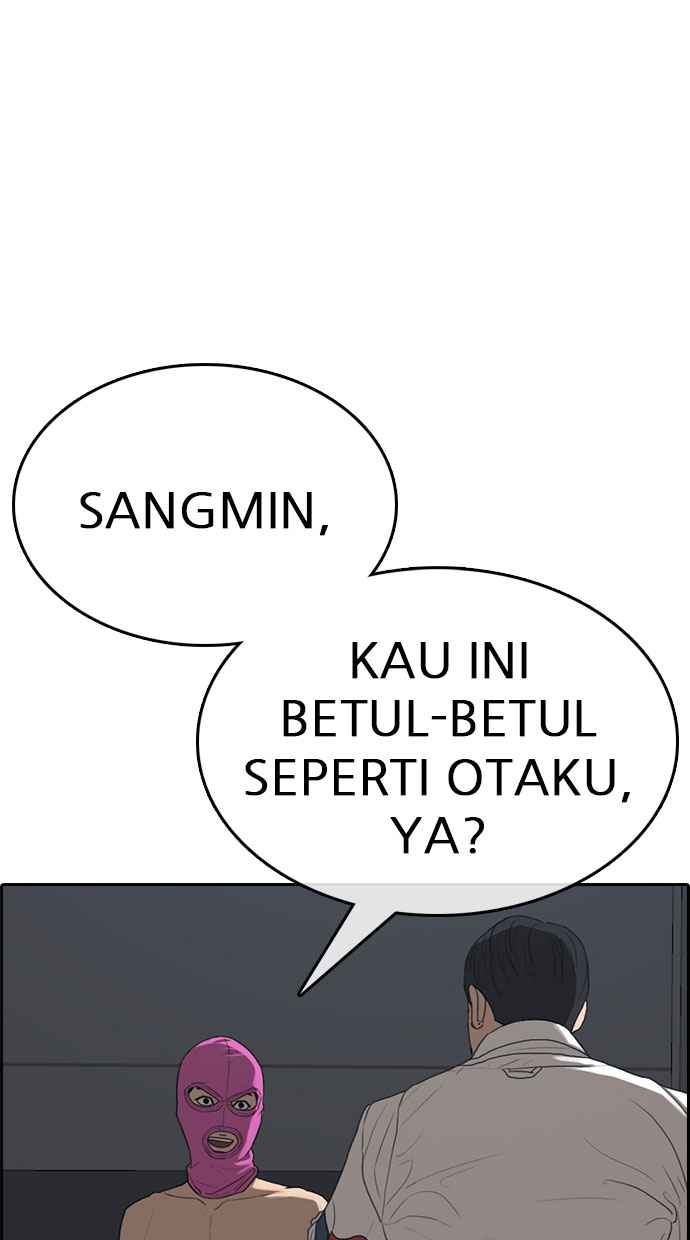 SANGMIN,
KAU INI
BETUL-BETUL
SEPERTI OTAKU,
YA?